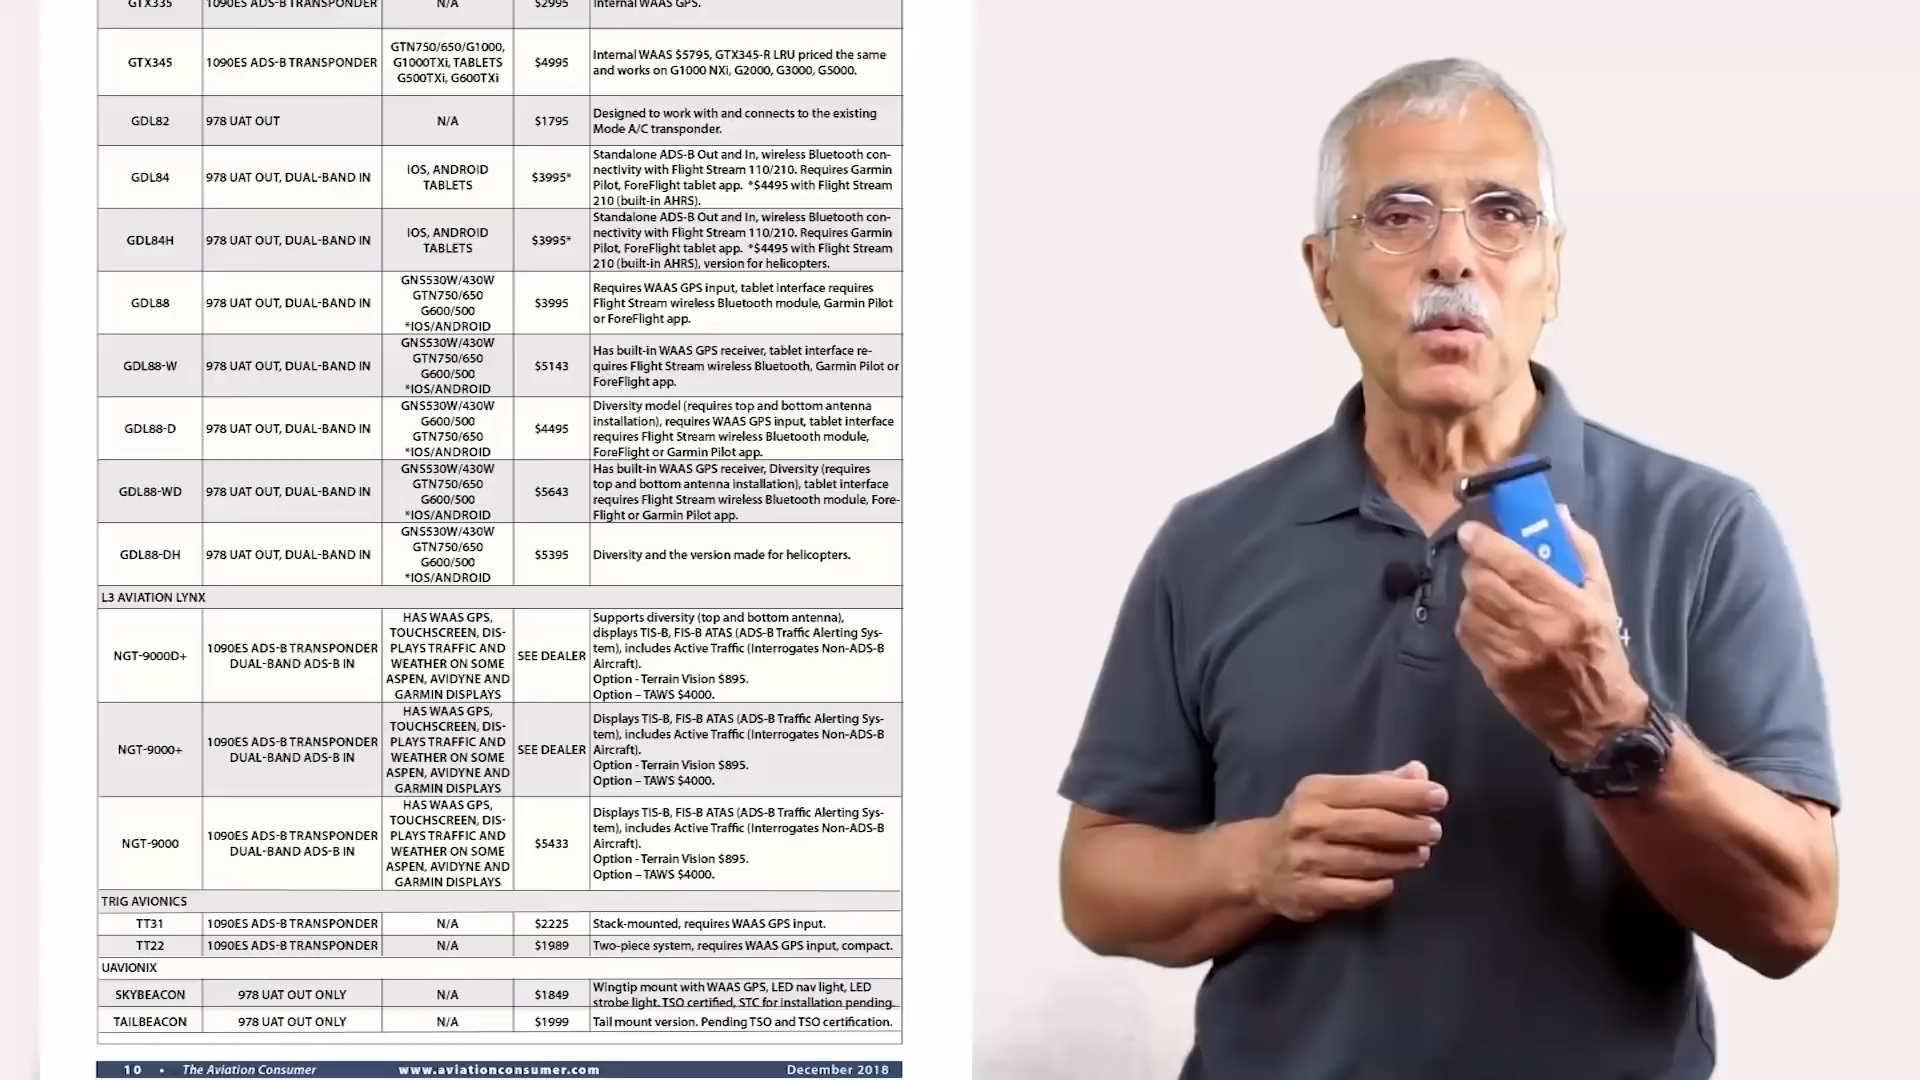 GTX335 1090ES ADS-B TRANSPONDER N/A $2995 Internal WAAS GPS.
GTX345 1090ES ADS-B TRANSPONDER
GTN750/650/G1000,
G1000TXi, TABLETS
G500TXi, G600TXi
$4995
Internal WAAS $5795, GTX345-R LRU priced the same
and works on G1000 NXi, G2000, G3000, G5000.
GDL82 978 UAT OUT N/A $1795
Designed to work with and connects to the existing
Mode A/C transponder.
GDL84 978 UAT OUT, DUAL-BAND IN
IOS, ANDROID
TABLETS
$3995*
Standalone ADS-B Out and In, wireless Bluetooth con-
nectivity with Flight Stream 110/210. Requires Garmin
Pilot, ForeFlight tablet app. *$4495 with Flight Stream
210 (built-in AHRS).
GDL84H 978 UAT OUT, DUAL-BAND IN
IOS, ANDROID
TABLETS
$3995*
Standalone ADS-B Out and In, wireless Bluetooth con-
nectivity with Flight Stream 110/210. Requires Garmin
Pilot, ForeFlight tablet app. *$4495 with Flight Stream
210 (built-in AHRS), version for helicopters.
GDL88 978 UAT OUT, DUAL-BAND IN
GNS530W/430W
GTN750/650
G600/500
*IOS/ANDROID
$3995
Requires WAAS GPS input, tablet interface requires
Flight Stream wireless Bluetooth module, Garmin Pilot
or ForeFlight app.
GDL88-W 978 UAT OUT, DUAL-BAND IN
GNS530W/430W
GTN750/650
G600/500
*IOS/ANDROID
$5143
Has built-in WAAS GPS receiver, tablet interface re-
quires Flight Stream wireless Bluetooth, Garmin Pilot or
ForeFlight app.
GDL88-D 978 UAT OUT, DUAL-BAND IN
GNS530W/430W
G600/500
GTN750/650
*IOS/ANDROID
$4495
Diversity model (requires top and bottom antenna
installation), requires WAAS GPS input, tablet interface
requires Flight Stream wireless Bluetooth module,
ForeFlight or Garmin Pilot app.
GDL88-WD 978 UAT OUT, DUAL-BAND IN
GNS530W/430W
GTN750/650
G600/500
*IOS/ANDROID
$5643
Has built-in WAAS GPS receiver, Diversity (requires
top and bottom antenna installation), tablet interface
requires Flight Stream wireless Bluetooth module, Fore-
Flight or Garmin Pilot app.
GDL88-DH 978 UAT OUT, DUAL-BAND IN
GNS530W/430W
GTN750/650
G600/500
*IOS/ANDROID
$5395
Diversity and the version made for helicopters.
L3 AVIATION LYNX
NGT-9000D+
1090ES ADS-B TRANSPONDER
DUAL-BAND ADS-B IN
HAS WAAS GPS,
TOUCHSCREEN, DIS-
PLAYS TRAFFIC AND
WEATHER ON SOME
ASPEN, AVIDYNE AND
GARMIN DISPLAYS
SEE DEALER
Supports diversity (top and bottom antenna),
displays TIS-B, FIS-B ATAS (ADS-B Traffic Alerting Sys-
tem), includes Active Traffic (Interrogates Non-ADS-B
Aircraft).
Option - Terrain Vision $895.
Option – TAWS $4000.
NGT-9000+
1090ES ADS-B TRANSPONDER
DUAL-BAND ADS-B IN
HAS WAAS GPS,
TOUCHSCREEN, DIS-
PLAYS TRAFFIC AND
WEATHER ON SOME
ASPEN, AVIDYNE AND
GARMIN DISPLAYS
SEE DEALER
Displays TIS-B, FIS-B ATAS (ADS-B Traffic Alerting Sys-
tem), includes Active Traffic (Interrogates Non-ADS-B
Aircraft).
Option - Terrain Vision $895.
Option – TAWS $4000.
NGT-9000
1090ES ADS-B TRANSPONDER
DUAL-BAND ADS-B IN
HAS WAAS GPS,
TOUCHSCREEN, DIS-
PLAYS TRAFFIC AND
WEATHER ON SOME
ASPEN, AVIDYNE AND
GARMIN DISPLAYS
$5433
Displays TIS-B, FIS-B ATAS (ADS-B Traffic Alerting Sys-
tem), includes Active Traffic (Interrogates Non-ADS-B
Aircraft).
Option - Terrain Vision $895.
Option – TAWS $4000.
TRIG AVIONICS
TT31 1090ES ADS-B TRANSPONDER N/A $2225 Stack-mounted, requires WAAS GPS input.
TT22 1090ES ADS-B TRANSPONDER N/A $1989 Two-piece system, requires WAAS GPS input, compact.
UAVIONIX
SKYBEACON 978 UAT OUT ONLY N/A $1849
Wingtip mount with WAAS GPS, LED nav light, LED
strobe light. TSO certified, STC for installation pending.
TAILBEACON 978 UAT OUT ONLY N/A $1999 Tail mount version. Pending TSO and TSO certification.
10 • The Aviation Consumer www.aviationconsumer.com December 2018